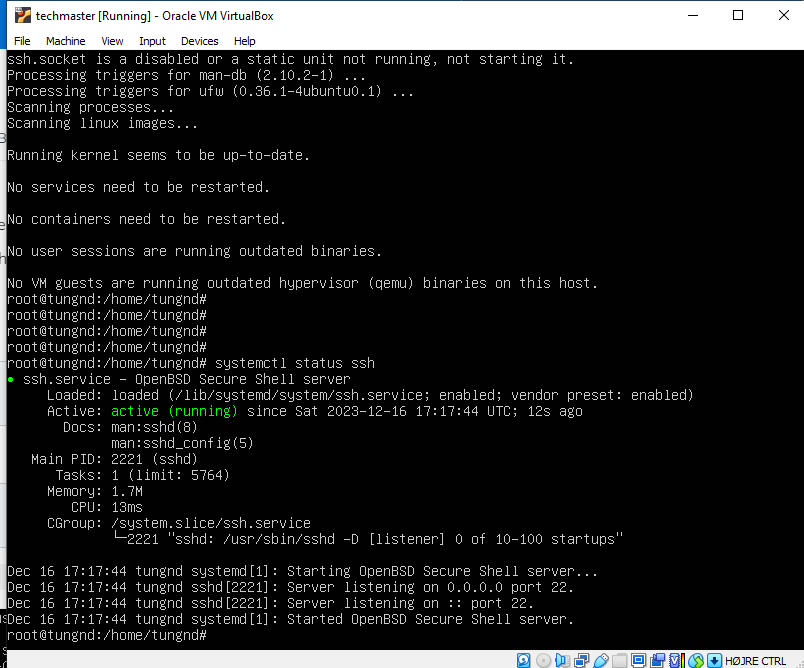 techmaster [Running] - Oracle VM VirtualBox
File Machine View Input Devices Help
ssh.socket is a disabled or a static unit not running, not starting it.
Processing triggers for man-db (2.10.2-1) ...
Processing triggers for ufw (0.36.1-4ubuntu0.1) ...
Scanning processes...
Scanning linux images...
Running kernel seems to be up-to-date.
No services need to be restarted.
No containers need to be restarted.
No user sessions are running outdated binaries.
No VM guests are running outdated hypervisor (qemu) binaries on this host.
root@tungnd:/home/tungnd#
root@tungnd:/home/tungnd#
root@tungnd:/home/tungnd#
root@tungnd:/home/tungnd#
root@tungnd:/home/tungnd# systemctl status ssh
● ssh.service - OpenBSD Secure Shell server
Loaded: loaded (/lib/systemd/system/ssh.service; enabled; vendor preset: enabled)
Active: active (running) since Sat 2023-12-16 17:17:44 UTC; 12s ago
Docs: man:sshd(8)
man:sshd_config(5)
Main PID: 2221 (sshd)
Tasks: 1 (limit: 5764)
Memory: 1.7M
CPU: 13ms
CGroup: /system.slice/ssh.service
└─2221 "sshd: /usr/sbin/sshd -D [listener] 0 of 10-100 startups"
Dec 16 17:17:44 tungnd systemd[1]: Starting OpenBSD Secure Shell server...
Dec 16 17:17:44 tungnd sshd[2221]: Server listening on 0.0.0.0 port 22.
Dec 16 17:17:44 tungnd sshd[2221]: Server listening on :: port 22.
Dec 16 17:17:44 tungnd systemd[1]: Started OpenBSD Secure Shell server.
root@tungnd:/home/tungnd#
HØJRE CTRL